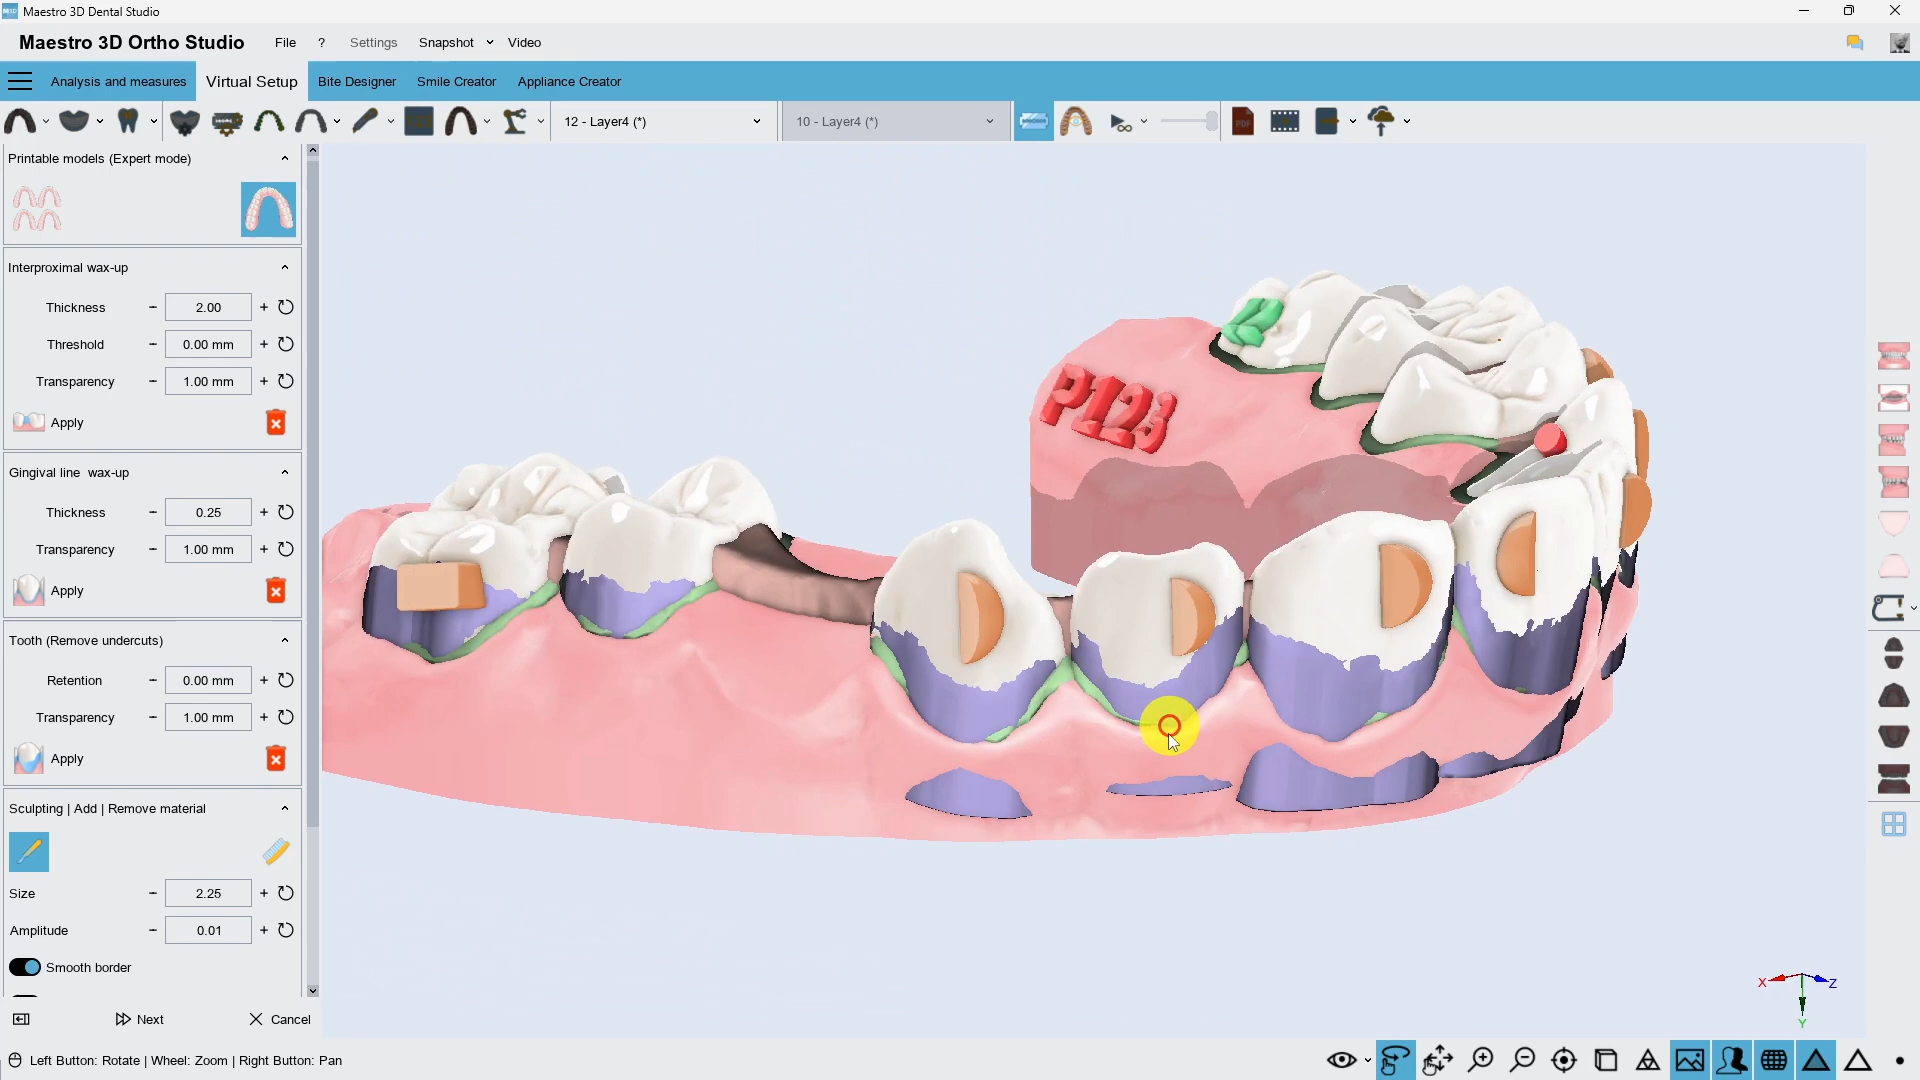 Maestro 3D Dental Studio
Maestro 3D Ortho Studio File ? Settings Snapshot Video
Analysis and measures Virtual Setup Bite Designer Smile Creator Appliance Creator
12 - Layer4 (*) 10 - Layer4 (*) PDF
Printable models (Expert mode)
Interproximal wax-up
Thickness - 2.00 +
Threshold - 0.00 mm +
Transparency - 1.00 mm +
Apply
Gingival line wax-up
Thickness - 0.25 +
Transparency - 1.00 mm +
Apply
Tooth (Remove undercuts)
Retention - 0.00 mm +
Transparency - 1.00 mm +
Apply
Sculpting | Add | Remove material
Size - 2.25 +
Amplitude - 0.01 +
Smooth border
Next Cancel
Left Button: Rotate | Wheel: Zoom | Right Button: Pan
12
P123
X Z
Y